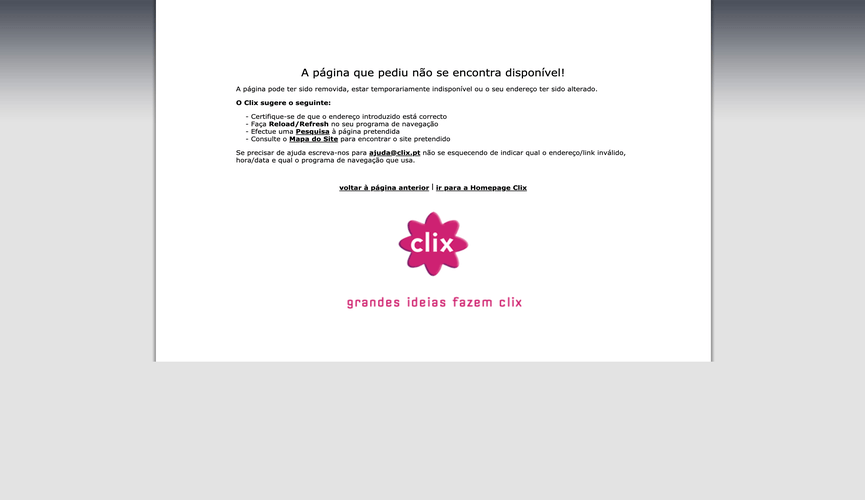 A página que pediu não se encontra disponível!
A página pode ter sido removida, estar temporariamente indisponível ou o seu endereço ter sido alterado.
O Clix sugere o seguinte:
- Certifique-se de que o endereço introduzido está correcto
- Faça Reload/Refresh no seu programa de navegação
- Efectue uma Pesquisa à página pretendida
- Consulte o Mapa do Site para encontrar o site pretendido
Se precisar de ajuda escreva-nos para ajuda@clix.pt não se esquecendo de indicar qual o endereço/link inválido,
hora/data e qual o programa de navegação que usa.
voltar à página anterior | ir para a Homepage Clix
clix
grandes ideias fazem clix